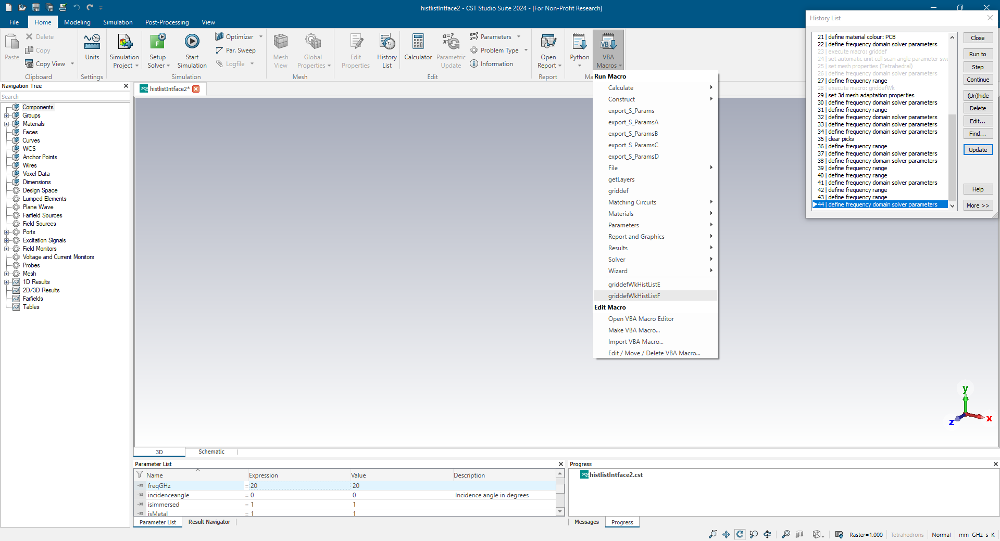 histlistIntface2 - CST Studio Suite 2024 - [For Non-Profit Research]
File
Home
Modeling
Simulation
Post-Processing
View
Paste
Delete
Copy
Copy View
Clipboard
Units
Settings
Simulation Project
Setup Solver
Start Simulation
Optimizer
Par. Sweep
Logfile
Simulation
Mesh View
Global Properties
Mesh
Edit Properties
History List
Calculator
Parametric Update
Parameters
Problem Type
Information
Edit
Open Report
Report
Python
VBA Macros
Ma
Navigation Tree
Search
Components
Groups
Materials
Faces
Curves
WCS
Anchor Points
Wires
Voxel Data
Dimensions
Design Space
Lumped Elements
Plane Wave
Farfield Sources
Field Sources
Ports
Excitation Signals
Field Monitors
Voltage and Current Monitors
Probes
Mesh
1D Results
2D/3D Results
Farfields
Tables
histlistIntface2*
Run Macro
Calculate
Construct
export_S_Params
export_S_ParamsA
export_S_ParamsB
export_S_ParamsC
export_S_ParamsD
File
getLayers
griddef
Matching Circuits
Materials
Parameters
Report and Graphics
Results
Solver
Wizard
griddefWkHistListE
griddefWkHistListF
Edit Macro
Open VBA Macro Editor
Make VBA Macro...
Import VBA Macro...
Edit / Move / Delete VBA Macro...
History List
21 | define material colour: PCB
22 | define frequency domain solver parameters
23 | execute macro: griddef
24 | set automatic unit cell scan angle parameter swe
25 | set mesh properties (Tetrahedral)
26 | define frequency domain solver parameters
27 | define frequency range
28 | execute macro: griddefWk
29 | set 3d mesh adaptation properties
30 | define frequency domain solver parameters
31 | define frequency range
32 | define frequency domain solver parameters
33 | define frequency domain solver parameters
34 | define frequency domain solver parameters
35 | clear picks
36 | define frequency range
37 | define frequency domain solver parameters
38 | define frequency domain solver parameters
39 | define frequency range
40 | define frequency range
41 | define frequency domain solver parameters
42 | define frequency range
43 | define frequency range
44 | define frequency domain solver parameters
Close
Run to
Step
Continue
(Un)hide
Delete
Edit...
Find...
Update
Help
More >>
y
x
z
3D
Schematic
Parameter List
Name Expression Value Description
freqGHz = 20 20
incidenceangle = 0 0 Incidence angle in degrees
isimmersed = 1 1
isMetal = 1 1
Parameter List
Result Navigator
Progress
histlistIntface2.cst
Messages
Progress
Raster=1.000 Tetrahedrons Normal mm GHz s K